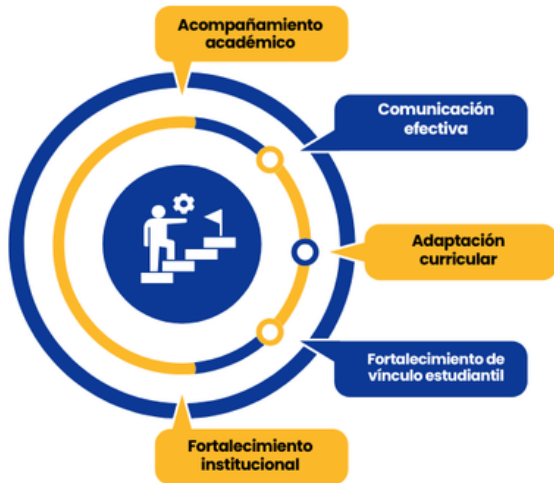 Acompañamiento
académico
Comunicación
efectiva
Adaptación
curricular
Fortalecimiento de
vínculo estudiantil
Fortalecimiento
institucional